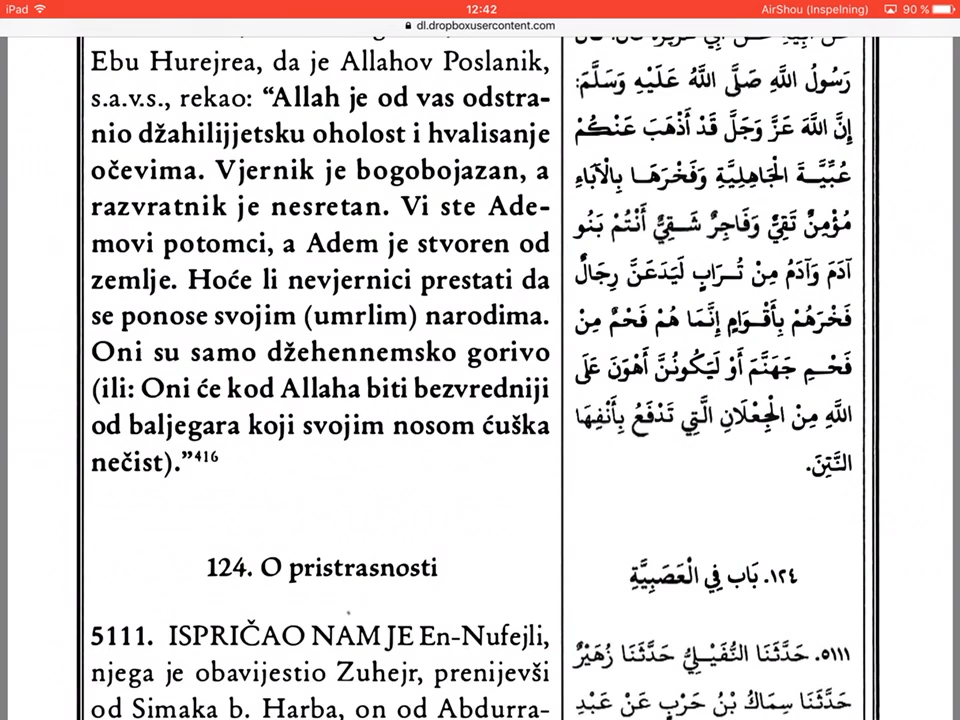 iPad 12:42 AirShou (Inspelning) 90 %
dl.dropboxusercontent.com
Ebu Hurejrea, da je Allahov Poslanik,
s.a.v.s., rekao: “Allah je od vas odstra-
nio džahilijjetsku oholost i hvalisanje
očevima. Vjernik je bogobojazan, a
razvratnik je nesretan. Vi ste Ade-
movi potomci, a Adem je stvoren od
zemlje. Hoće li nevjernici prestati da
se ponose svojim (umrlim) narodima.
Oni su samo džehennemsko gorivo
(ili: Oni će kod Allaha biti bezvredniji
od baljegara koji svojim nosom ćuška
nečist).”416
124. O pristrasnosti
5111. ISPRIČAO NAM JE En-Nufejli,
njega je obavijestio Zuhejr, prenijevši
od Simaka b. Harba, on od Abdurra-
رَسُولُ اللَّهِ صَلَّى اللَّهُ عَلَيْهِ وَسَلَّمَ:
إِنَّ اللَّهَ عَزَّ وَجَلَّ قَدْ أَذْهَبَ عَنْكُمْ
عُبِّيَّةَ الْجَاهِلِيَّةِ وَفَخْرَهَا بِالْآبَاءِ
مُؤْمِنٌ تَقِيٌّ وَفَاجِرٌ شَقِيٌّ أَنْتُمْ بَنُو
آدَمَ وَآدَمُ مِنْ تُرَابٍ لَيَدَعَنَّ رِجَالٌ
فَخْرَهُمْ بِأَقْوَامٍ إِنَّمَا هُمْ فَحْمٌ مِنْ
فَحْمِ جَهَنَّمَ أَوْ لَيَكُونُنَّ أَهْوَنَ عَلَى
اللَّهِ مِنْ الْجِعْلَانِ الَّتِي تَدْفَعُ بِأَنْفِهَا
النَّتِنَ.
١٢٤. بَاب فِي الْعَصَبِيَّةِ
٥١١١. حَدَّثَنَا النُّفَيْلِيُّ حَدَّثَنَا زُهَيْرٌ
حَدَّثَنَا سِمَاكُ بْنُ حَرْبٍ عَنْ عَبْدِ